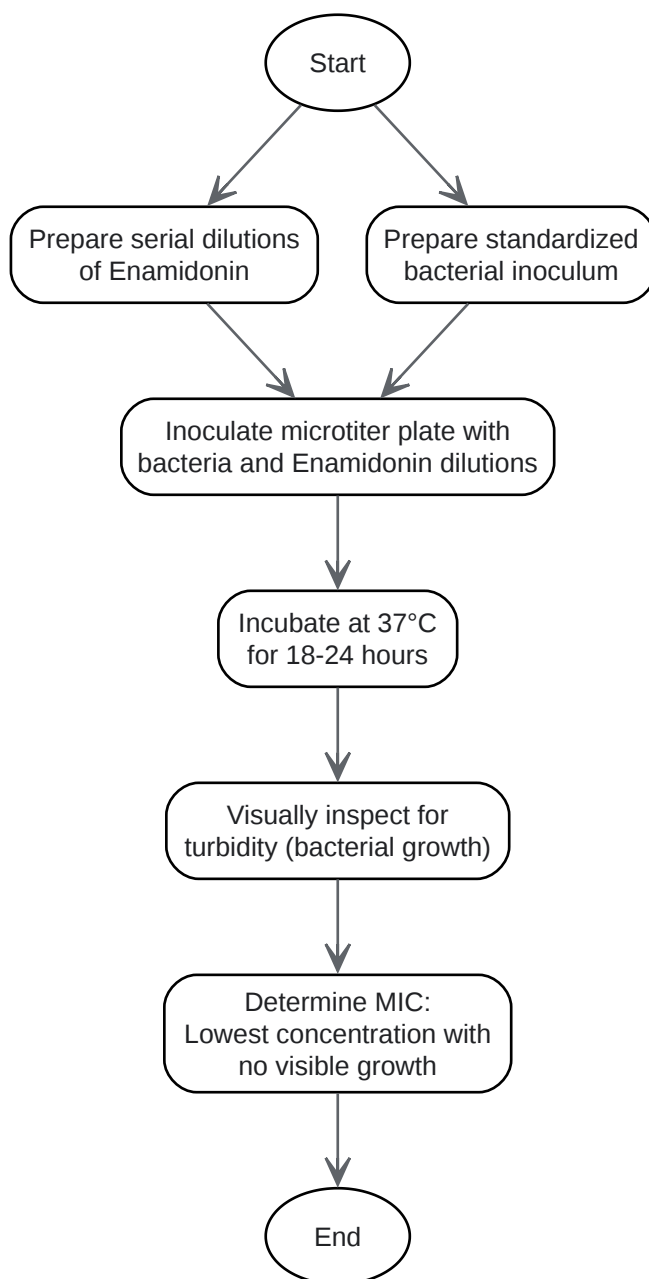 Start
Prepare serial dilutions
of Enamidonin
Prepare standardized
bacterial inoculum
Inoculate microtiter plate with
bacteria and Enamidonin dilutions
Incubate at 37°C
for 18-24 hours
Visually inspect for
turbidity (bacterial growth)
Determine MIC:
Lowest concentration with
no visible growth
End